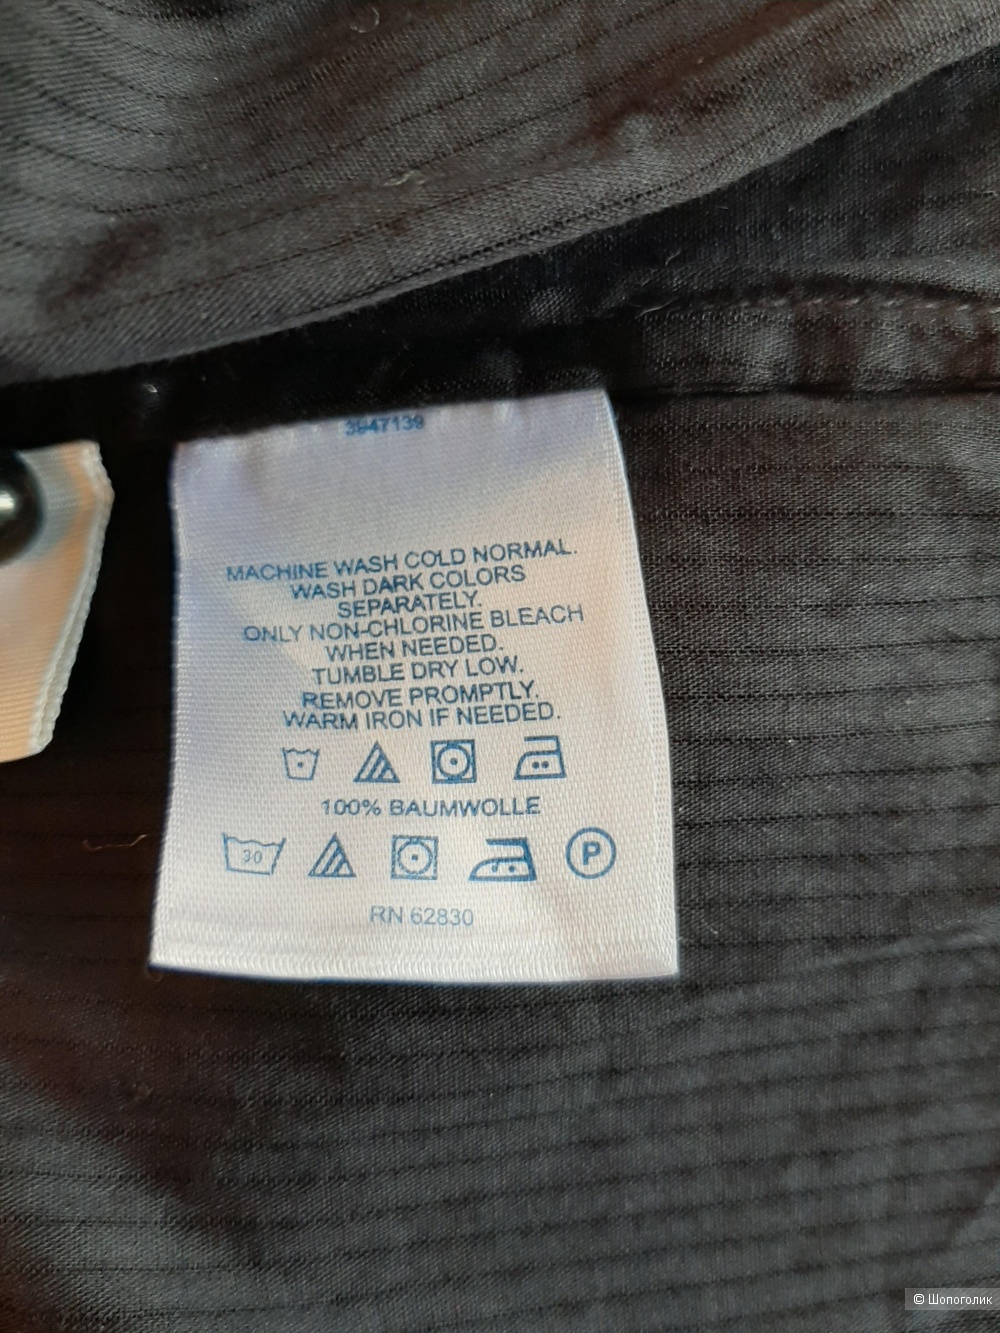 3947139
MACHINE WASH COLD NORMAL.
WASH DARK COLORS
SEPARATELY.
ONLY NON-CHLORINE BLEACH
WHEN NEEDED.
TUMBLE DRY LOW.
REMOVE PROMPTLY.
WARM IRON IF NEEDED.
100% BAUMWOLLE
30
P
RN 62830
© Шопоголик